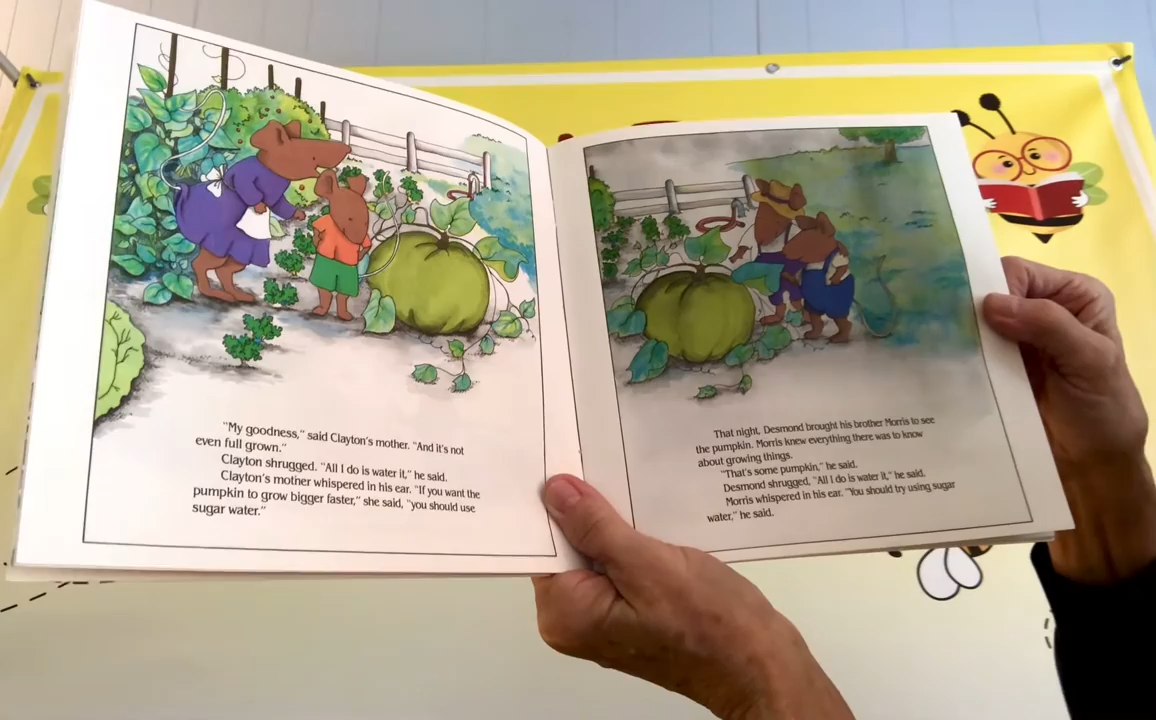 "My goodness," said Clayton's mother. "And it's not
even full grown."
Clayton shrugged. "All I do is water it," he said.
Clayton's mother whispered in his ear. "If you want the
pumpkin to grow bigger faster," she said, "you should use
sugar water."
That night, Desmond brought his brother Morris to see
the pumpkin. Morris knew everything there was to know
about growing things.
"That's some pumpkin," he said.
Desmond shrugged. "All I do is water it," he said.
Morris whispered in his ear. "You should try using sugar
water," he said.